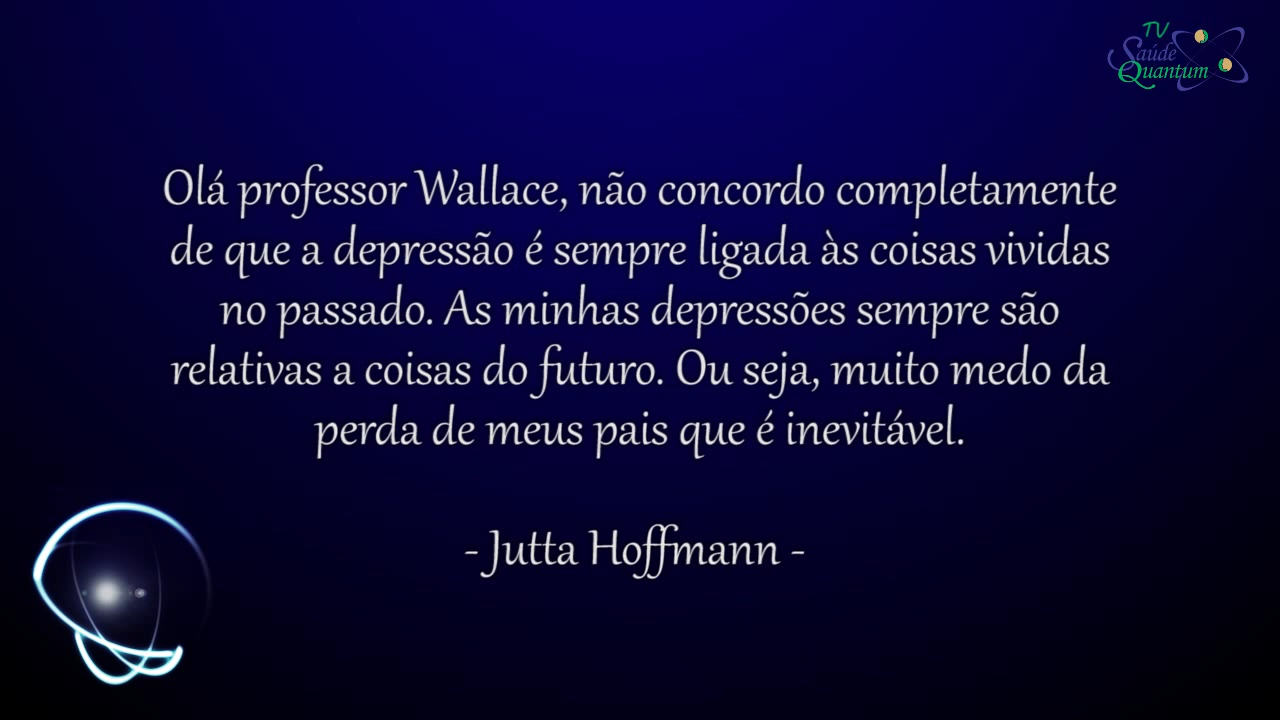 TV
Saúde
Quantum
Olá professor Wallace, não concordo completamente
de que a depressão é sempre ligada às coisas vividas
no passado. As minhas depressões sempre são
relativas a coisas do futuro. Ou seja, muito medo da
perda de meus pais que é inevitável.
- Jutta Hoffmann -